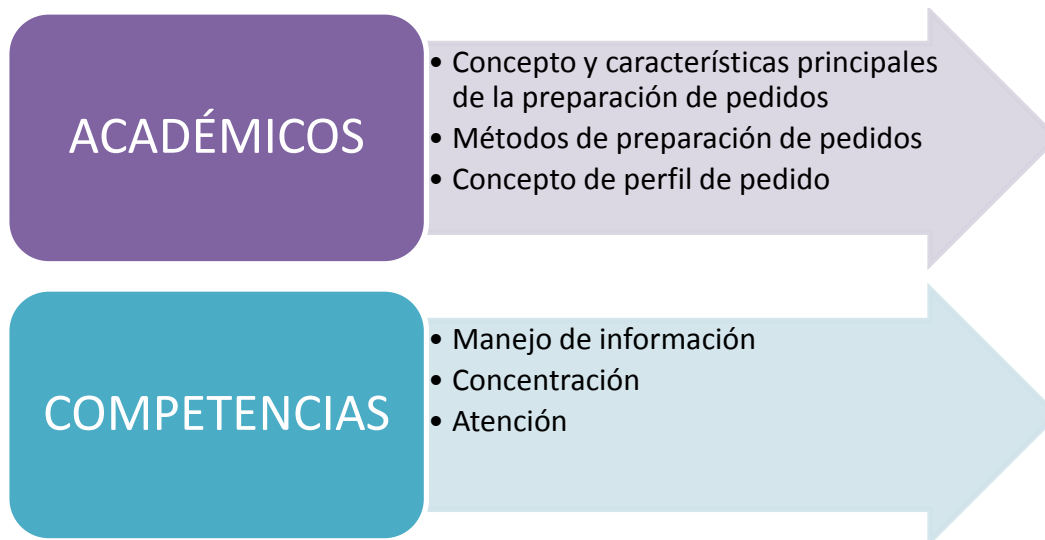 ACADÉMICOS
• Concepto y características principales
de la preparación de pedidos
• Métodos de preparación de pedidos
• Concepto de perfil de pedido
COMPETENCIAS
• Manejo de información
• Concentración
• Atención